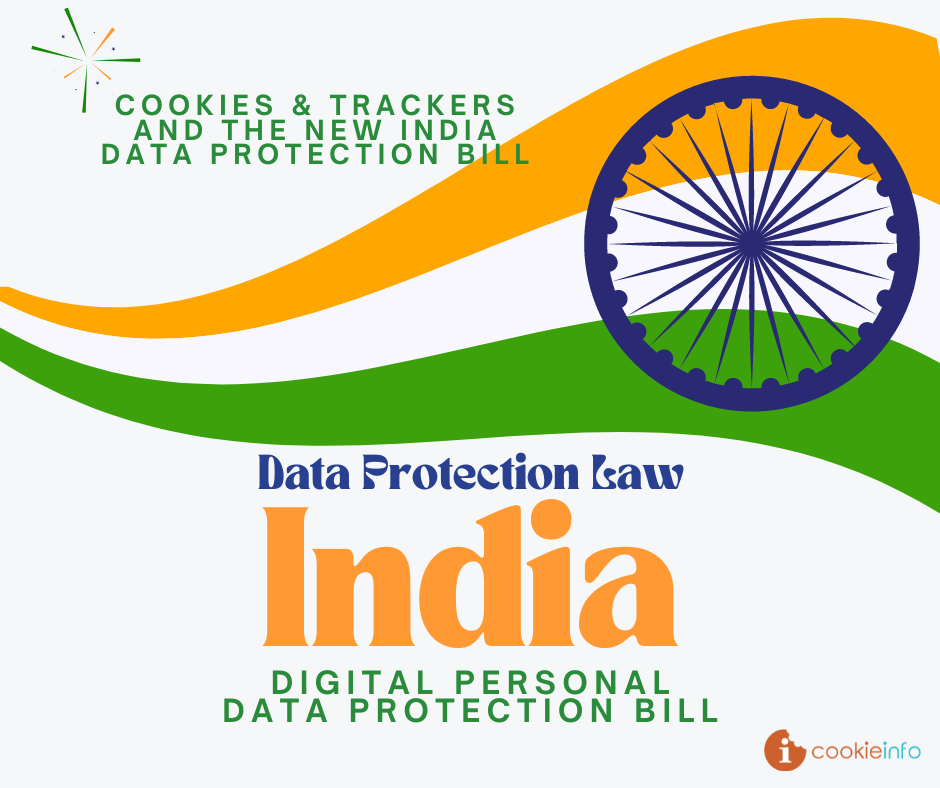 COOKIES & TRACKERS
AND THE NEW INDIA
DATA PROTECTION BILL
Data Protection Law
India
DIGITAL PERSONAL
DATA PROTECTION BILL
i cookieinfo